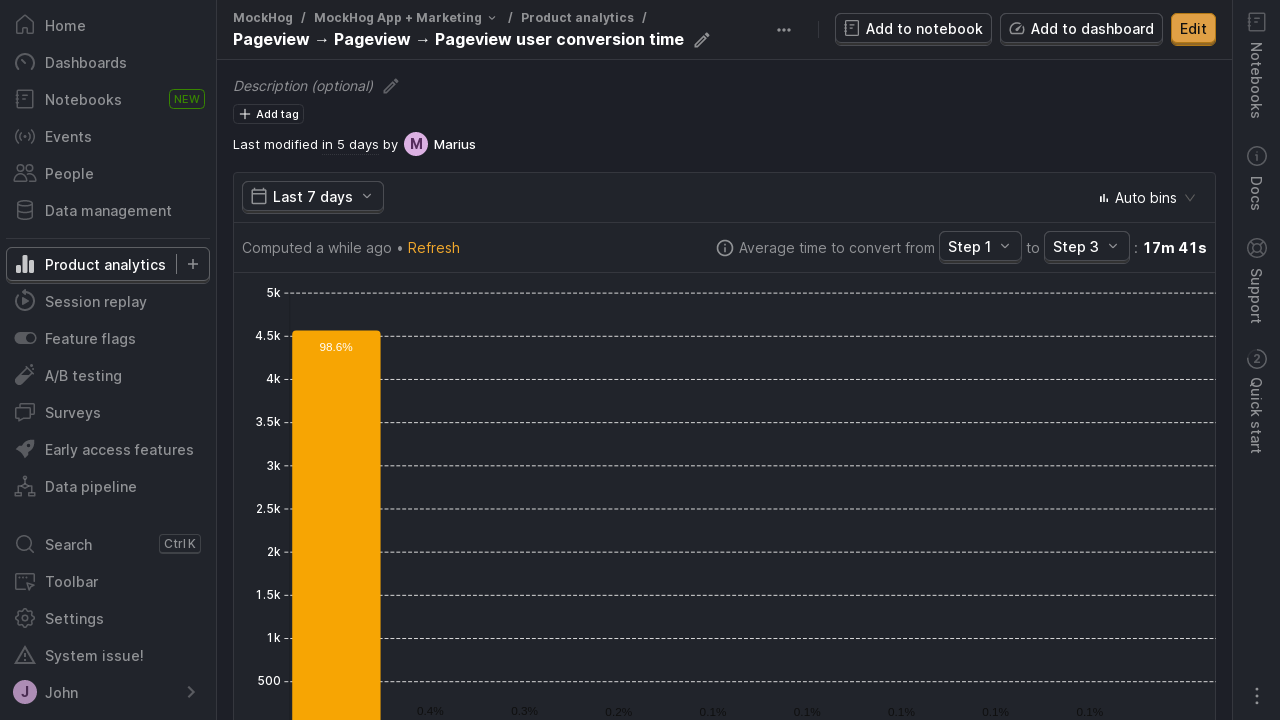 Home
Dashboards
Notebooks NEW
Events
People
Data management
Product analytics
Session replay
Feature flags
A/B testing
Surveys
Early access features
Data pipeline
Search Ctrl K
Toolbar
Settings
System issue!
J John
MockHog / MockHog App + Marketing / Product analytics /
Pageview → Pageview → Pageview user conversion time
Add to notebook
Add to dashboard
Edit
Description (optional)
Add tag
Last modified in 5 days by M Marius
Last 7 days
Auto bins
Computed a while ago • Refresh
Average time to convert from Step 1 to Step 3 : 17m 41s
5k
4.5k
4k
3.5k
3k
2.5k
2k
1.5k
1k
500
98.6%
0.4%
0.3%
0.2%
0.1%
0.1%
0.1%
0.1%
0.1%
Notebooks
Docs
Support
2 Quick start